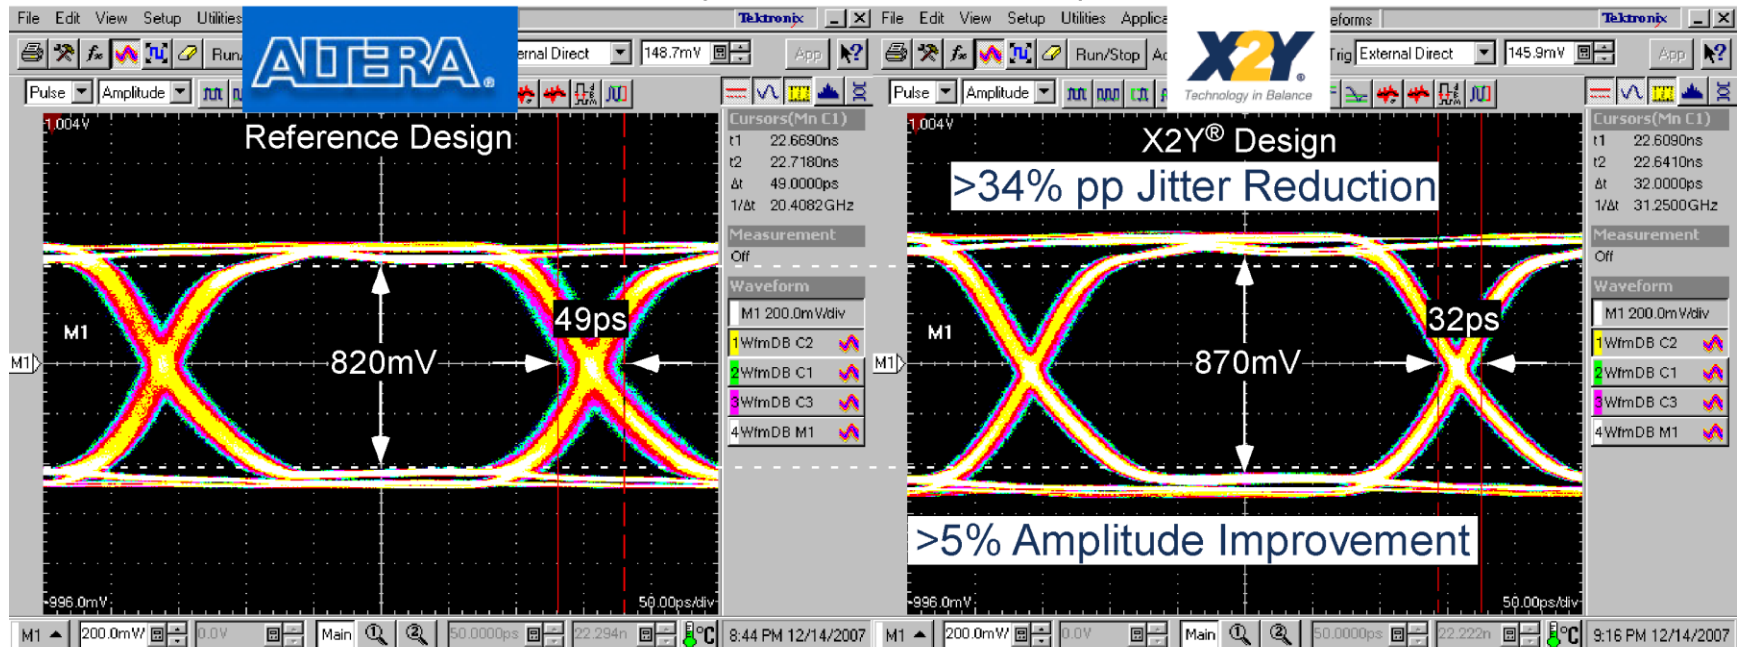 File Edit View Setup Utilities
Tektronix
Run/
ernal Direct
148.7mV
App
Pulse
Amplitude
ALTERA®
Reference Design
1.004V
M1
820mV
49ps
M1
-996.0mV
50.00ps/div
Cursors(Mn C1)
t1 22.6690ns
t2 22.7180ns
Δt 49.0000ps
1/Δt 20.4082GHz
Measurement
Off
Waveform
M1 200.0mV/div
1 WfmDB C2
2 WfmDB C1
3 WfmDB C3
4 WfmDB M1
M1
200.0mV/
0.0V
Main
1
2
50.0000ps
22.294n
°C
8:44 PM 12/14/2007
File Edit View Setup Utilities Applica
eforms
Tektronix
Run/Stop
Trig
External Direct
145.9mV
App
Pulse
Amplitude
X2Y®
Technology in Balance
X2Y® Design
>34% pp Jitter Reduction
1.004V
M1
870mV
32ps
M1
>5% Amplitude Improvement
-996.0mV
50.00ps/div
Cursors(Mn C1)
t1 22.6090ns
t2 22.6410ns
Δt 32.0000ps
1/Δt 31.2500GHz
Measurement
Off
Waveform
M1 200.0mV/div
1 WfmDB C2
2 WfmDB C1
3 WfmDB C3
4 WfmDB M1
M1
200.0mV/
0.0V
Main
1
2
50.0000ps
22.222n
°C
9:16 PM 12/14/2007